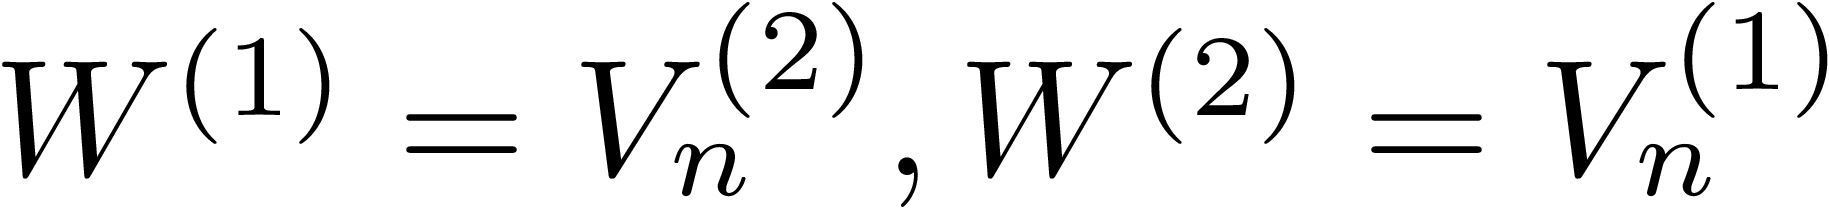 $W^{(1)} = V_n^{(2)}, W^{(2)} = V_n^{(1)}$